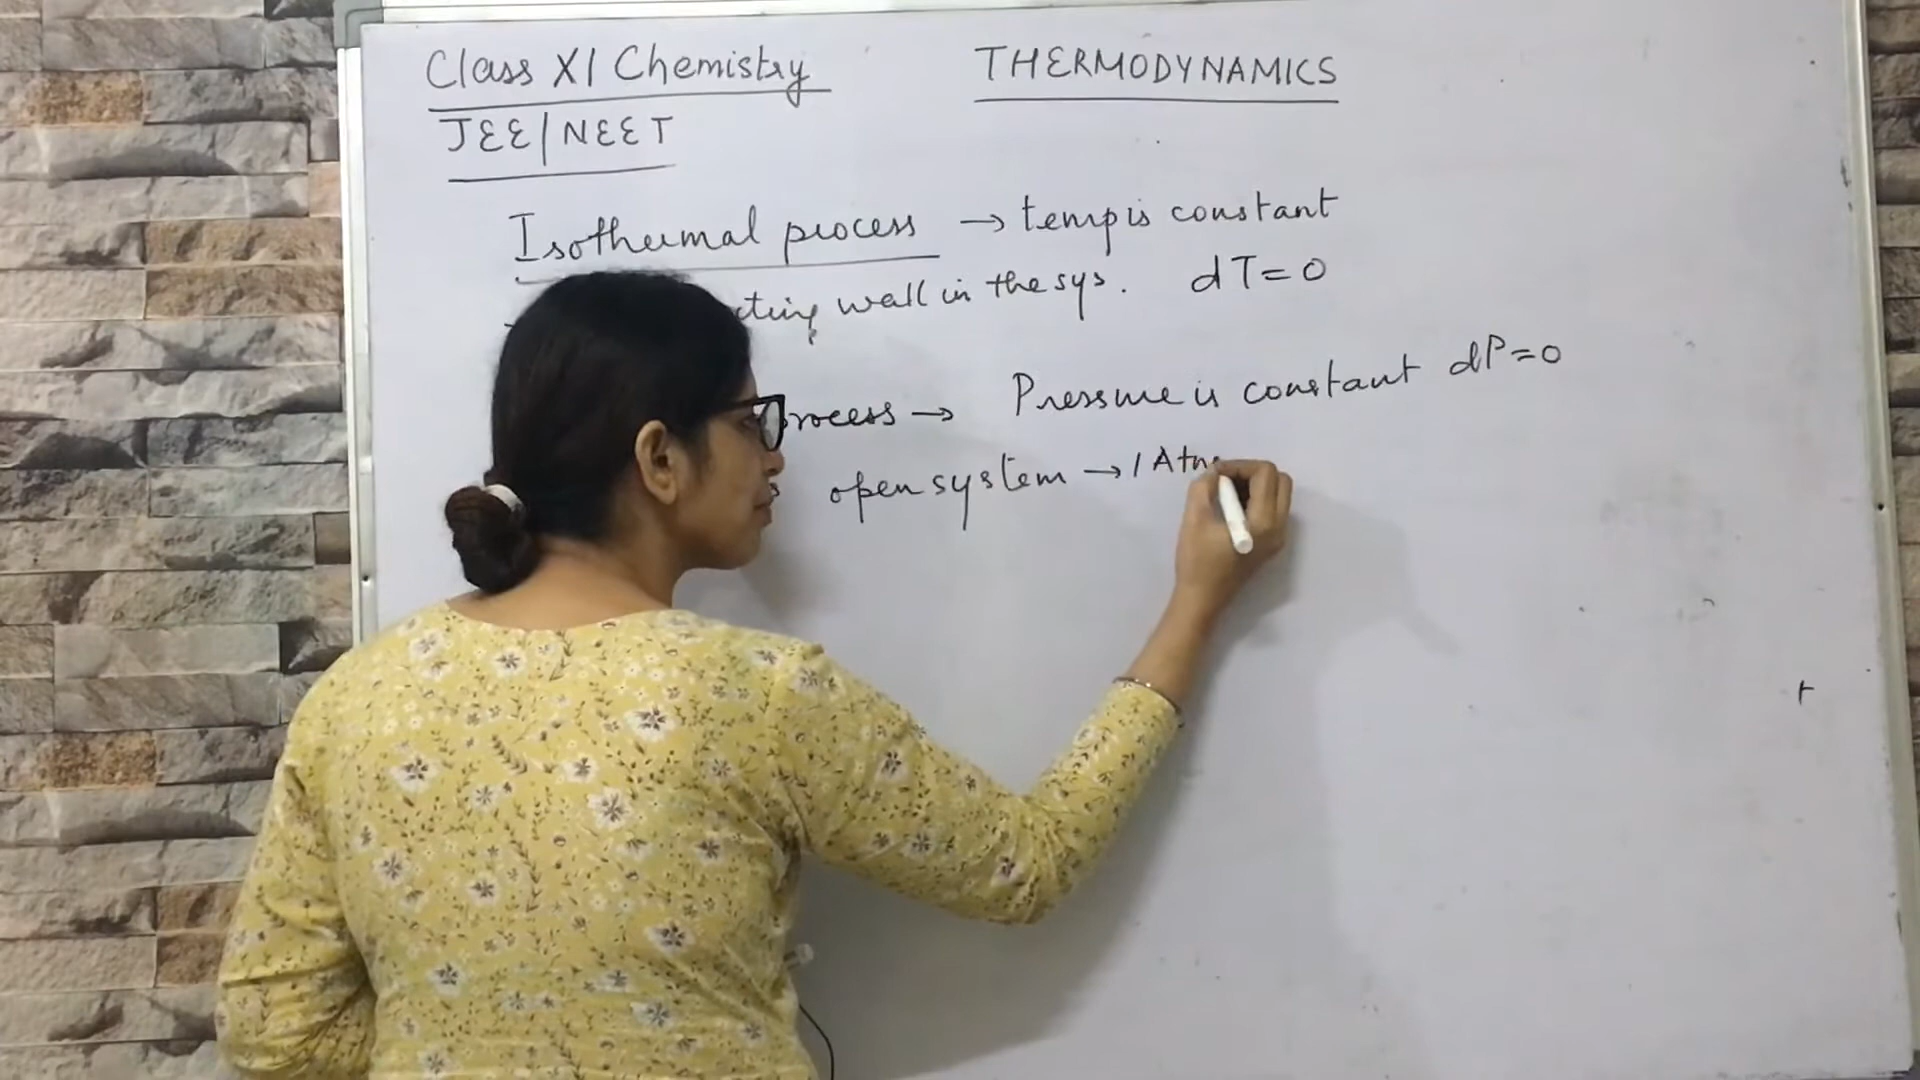 Class XI Chemistry
THERMODYNAMICS
JEE/NEET
Isothermal process → temp is constant
wall in the sys. dT=0
process → Pressure is constant dP=0
open system → 1 Atm